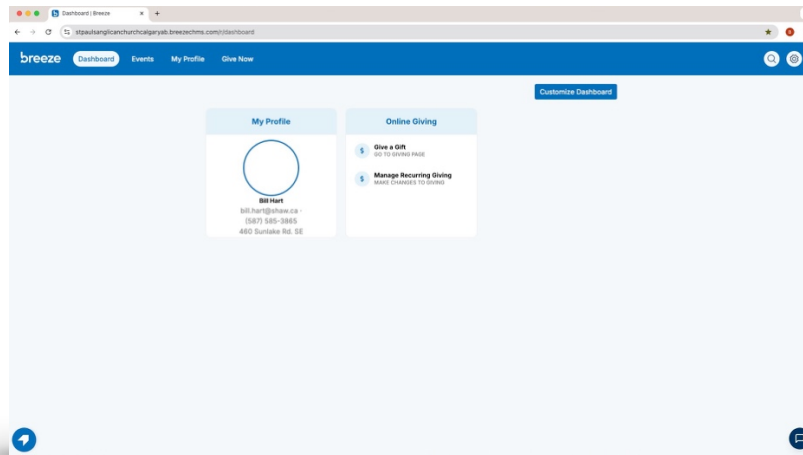 Dashboard | Breeze
stpaulsanglicanchurchcalgaryab.breezechms.com/r/dashboard
breeze Dashboard Events My Profile Give Now
Customize Dashboard
My Profile
Bill Hart
bill.hart@shaw.ca -
(587) 585-3865
460 Sunlake Rd. SE
Online Giving
$ Give a Gift
GO TO GIVING PAGE
$ Manage Recurring Giving
MAKE CHANGES TO GIVING